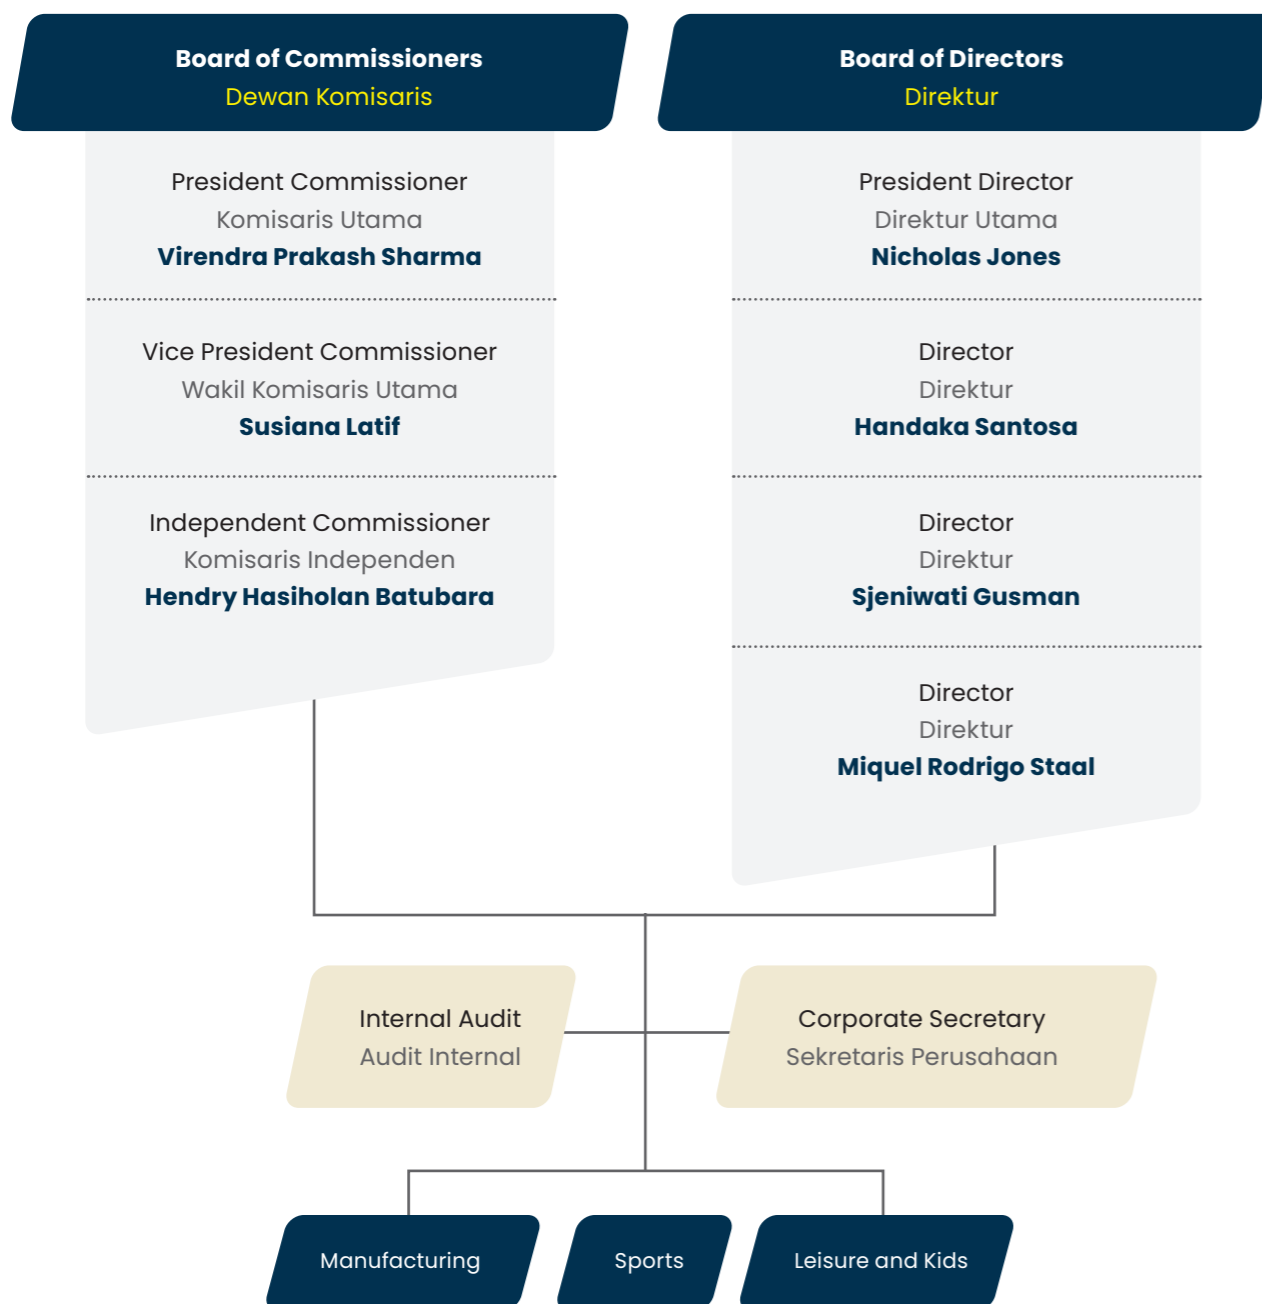 Board of Commissioners
Dewan Komisaris
President Commissioner
Komisaris Utama
Virendra Prakash Sharma
Vice President Commissioner
Wakil Komisaris Utama
Susiana Latif
Independent Commissioner
Komisaris Independen
Hendry Hasiholan Batubara
Board of Directors
Direktur
President Director
Direktur Utama
Nicholas Jones
Director
Direktur
Handaka Santosa
Director
Direktur
Sjeniwati Gusman
Director
Direktur
Miquel Rodrigo Staal
Internal Audit
Audit Internal
Corporate Secretary
Sekretaris Perusahaan
Manufacturing
Sports
Leisure and Kids